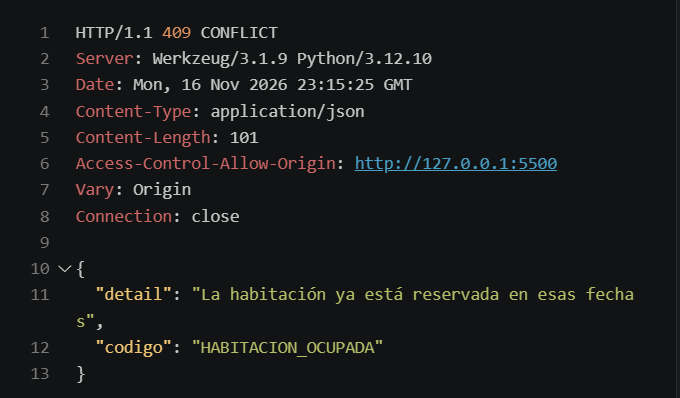 1 HTTP/1.1 409 CONFLICT
2 Server: Werkzeug/3.1.9 Python/3.12.10
3 Date: Mon, 16 Nov 2026 23:15:25 GMT
4 Content-Type: application/json
5 Content-Length: 101
6 Access-Control-Allow-Origin: http://127.0.0.1:5500
7 Vary: Origin
8 Connection: close
9
10 {
11 "detail": "La habitación ya está reservada en esas fecha
s",
12 "codigo": "HABITACION_OCUPADA"
13 }